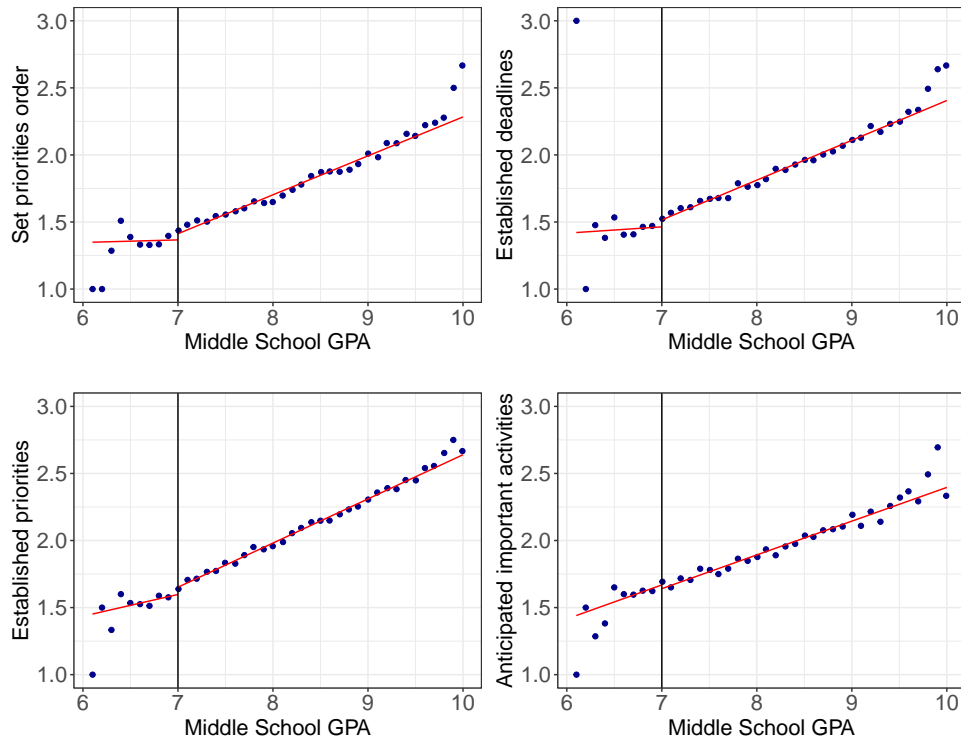 Set priorities order
3.0
2.5
2.0
1.5
1.0
6 7 8 9 10
Middle School GPA
Established deadlines
3.0
2.5
2.0
1.5
1.0
6 7 8 9 10
Middle School GPA
Established priorities
3.0
2.5
2.0
1.5
1.0
6 7 8 9 10
Middle School GPA
Anticipated important activities
3.0
2.5
2.0
1.5
1.0
6 7 8 9 10
Middle School GPA